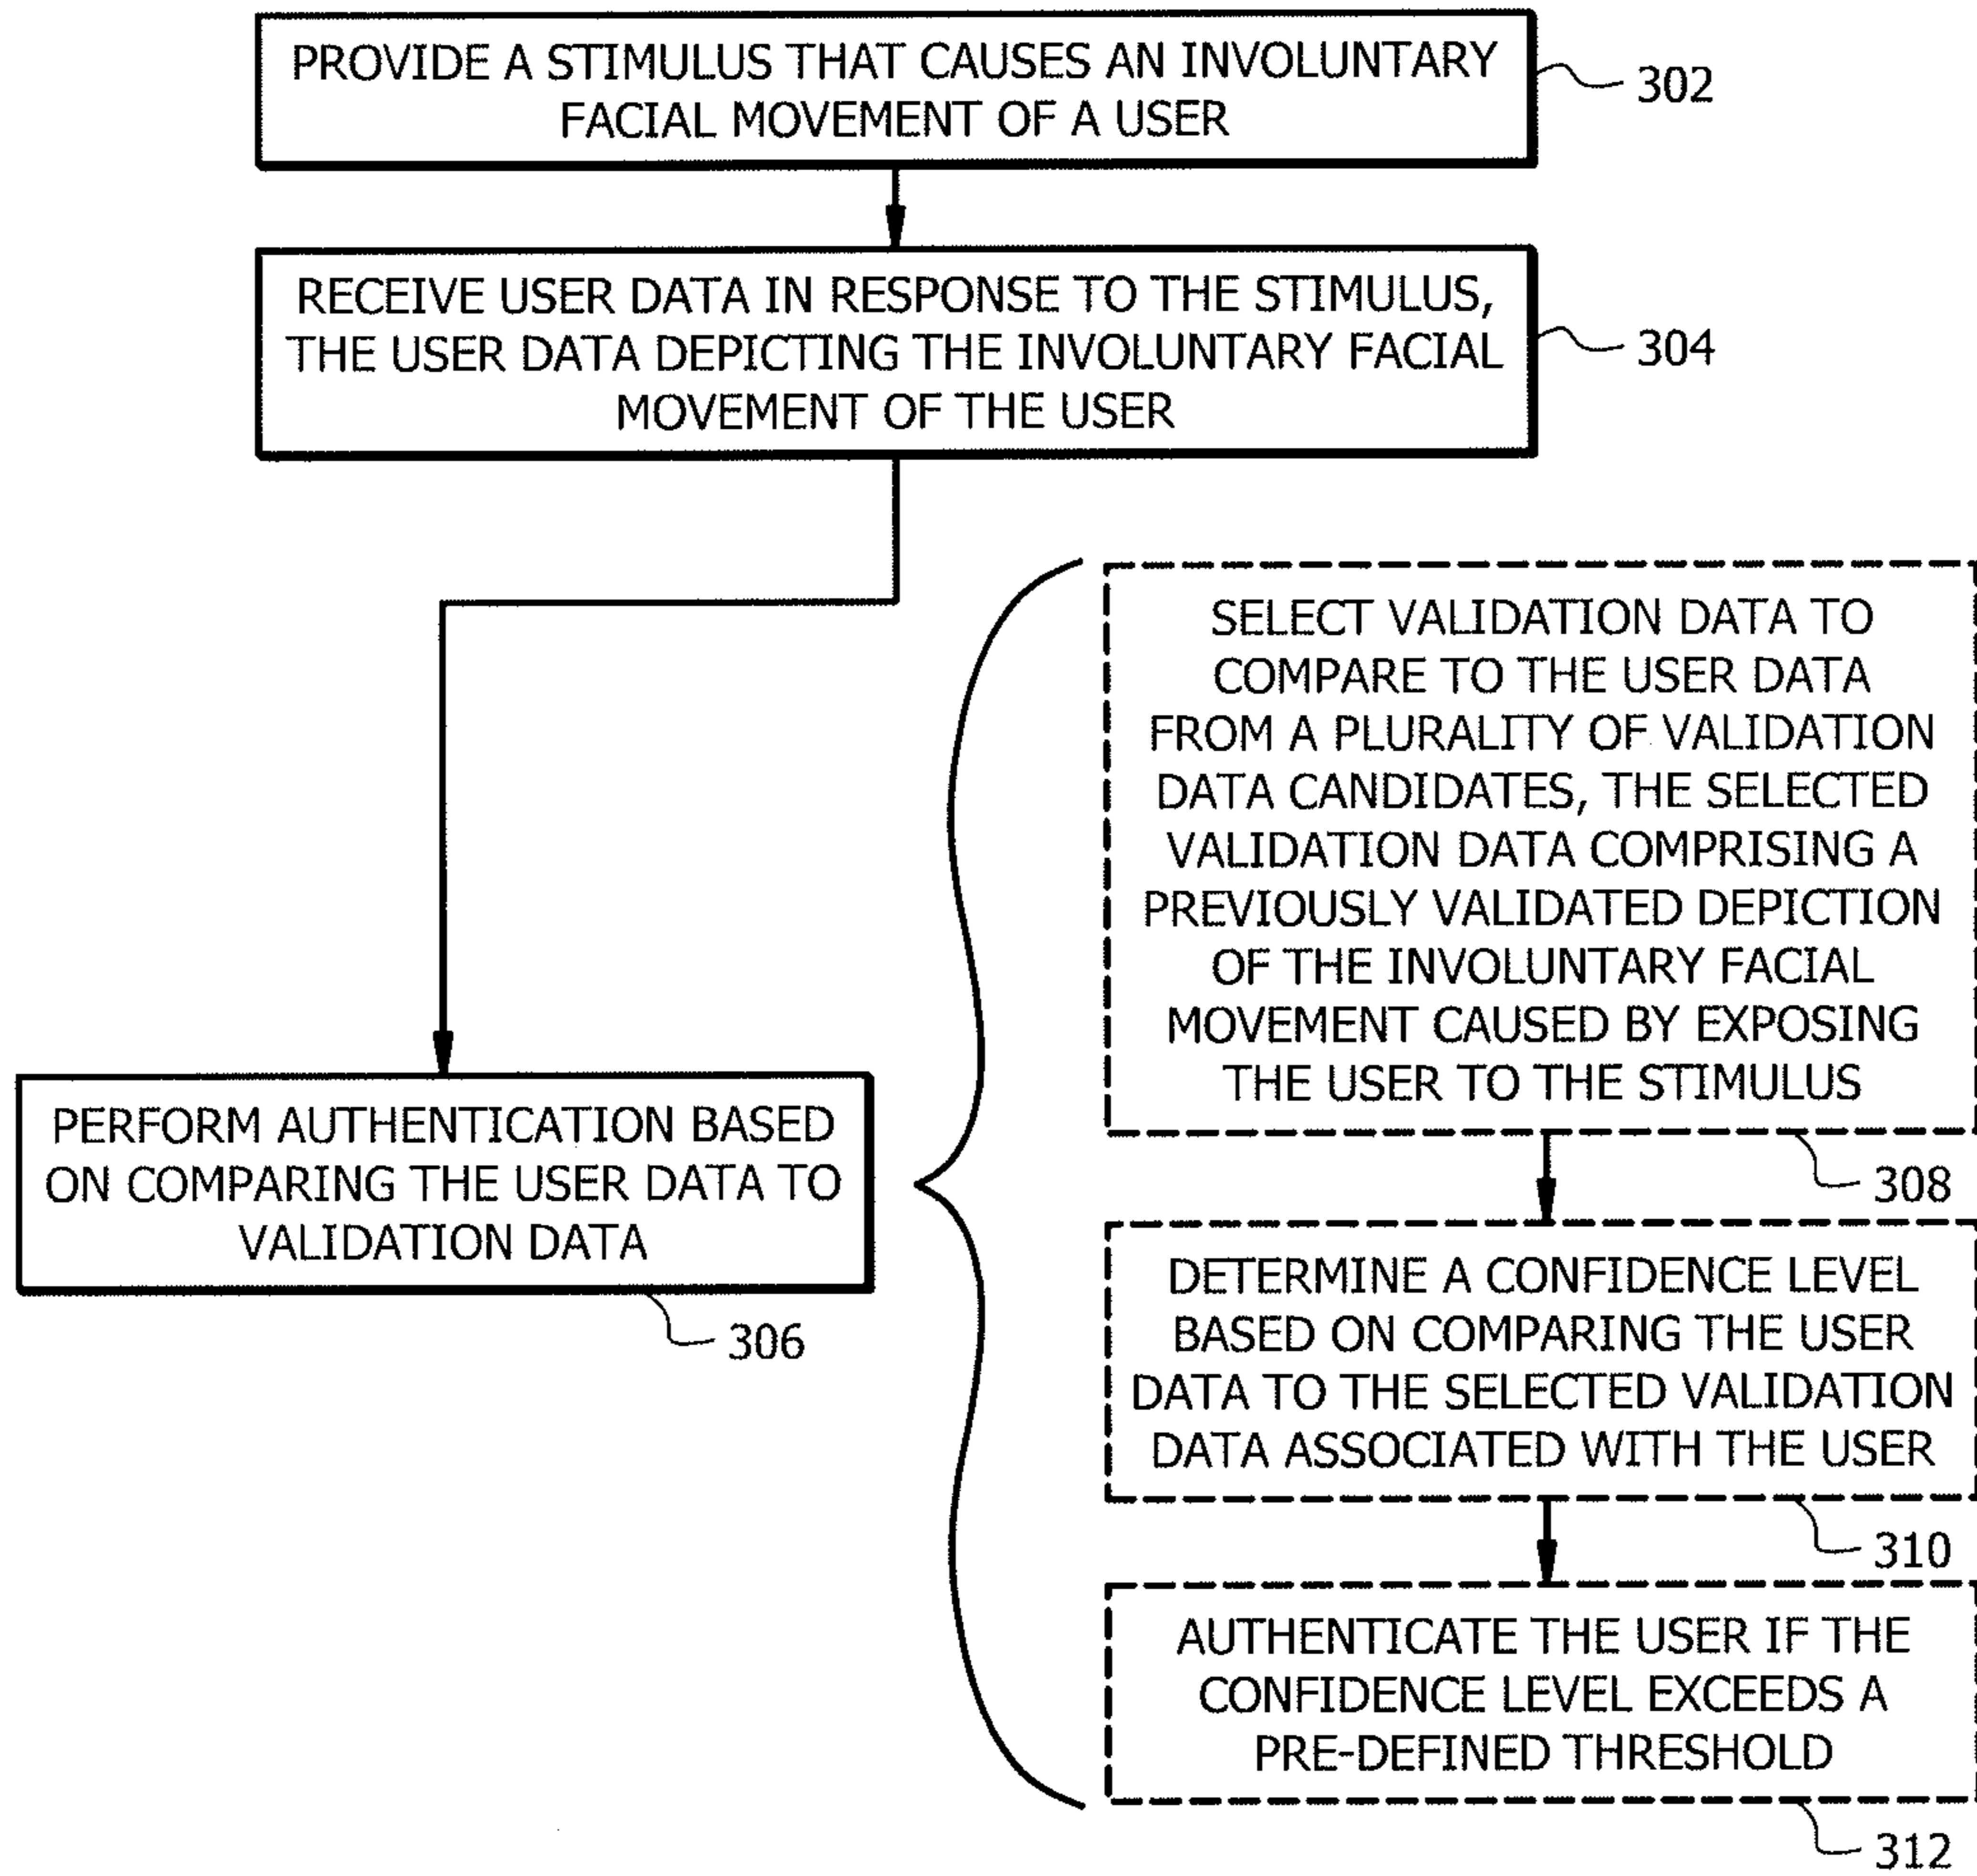 PROVIDE A STIMULUS THAT CAUSES AN INVOLUNTARY
FACIAL MOVEMENT OF A USER
302
RECEIVE USER DATA IN RESPONSE TO THE STIMULUS,
THE USER DATA DEPICTING THE INVOLUNTARY FACIAL
MOVEMENT OF THE USER
304
PERFORM AUTHENTICATION BASED
ON COMPARING THE USER DATA TO
VALIDATION DATA
306
SELECT VALIDATION DATA TO
COMPARE TO THE USER DATA
FROM A PLURALITY OF VALIDATION
DATA CANDIDATES, THE SELECTED
VALIDATION DATA COMPRISING A
PREVIOUSLY VALIDATED DEPICTION
OF THE INVOLUNTARY FACIAL
MOVEMENT CAUSED BY EXPOSING
THE USER TO THE STIMULUS
308
DETERMINE A CONFIDENCE LEVEL
BASED ON COMPARING THE USER
DATA TO THE SELECTED VALIDATION
DATA ASSOCIATED WITH THE USER
310
AUTHENTICATE THE USER IF THE
CONFIDENCE LEVEL EXCEEDS A
PRE-DEFINED THRESHOLD
312